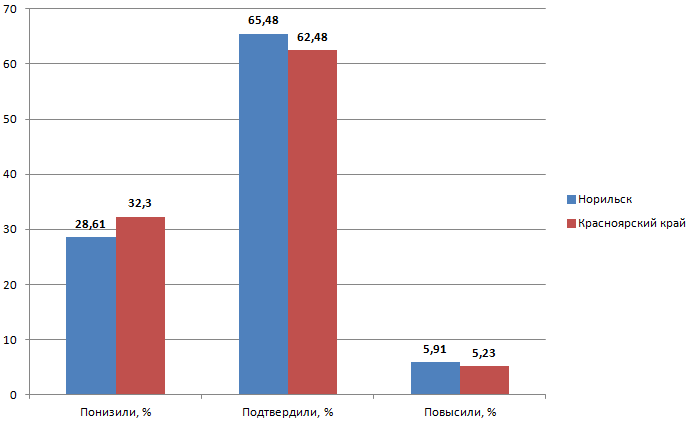 70
60
50
40
30
20
10
0
28,61
32,3
65,48
62,48
5,91
5,23
Понизили, %
Подтвердили, %
Повысили, %
Норильск
Красноярский край